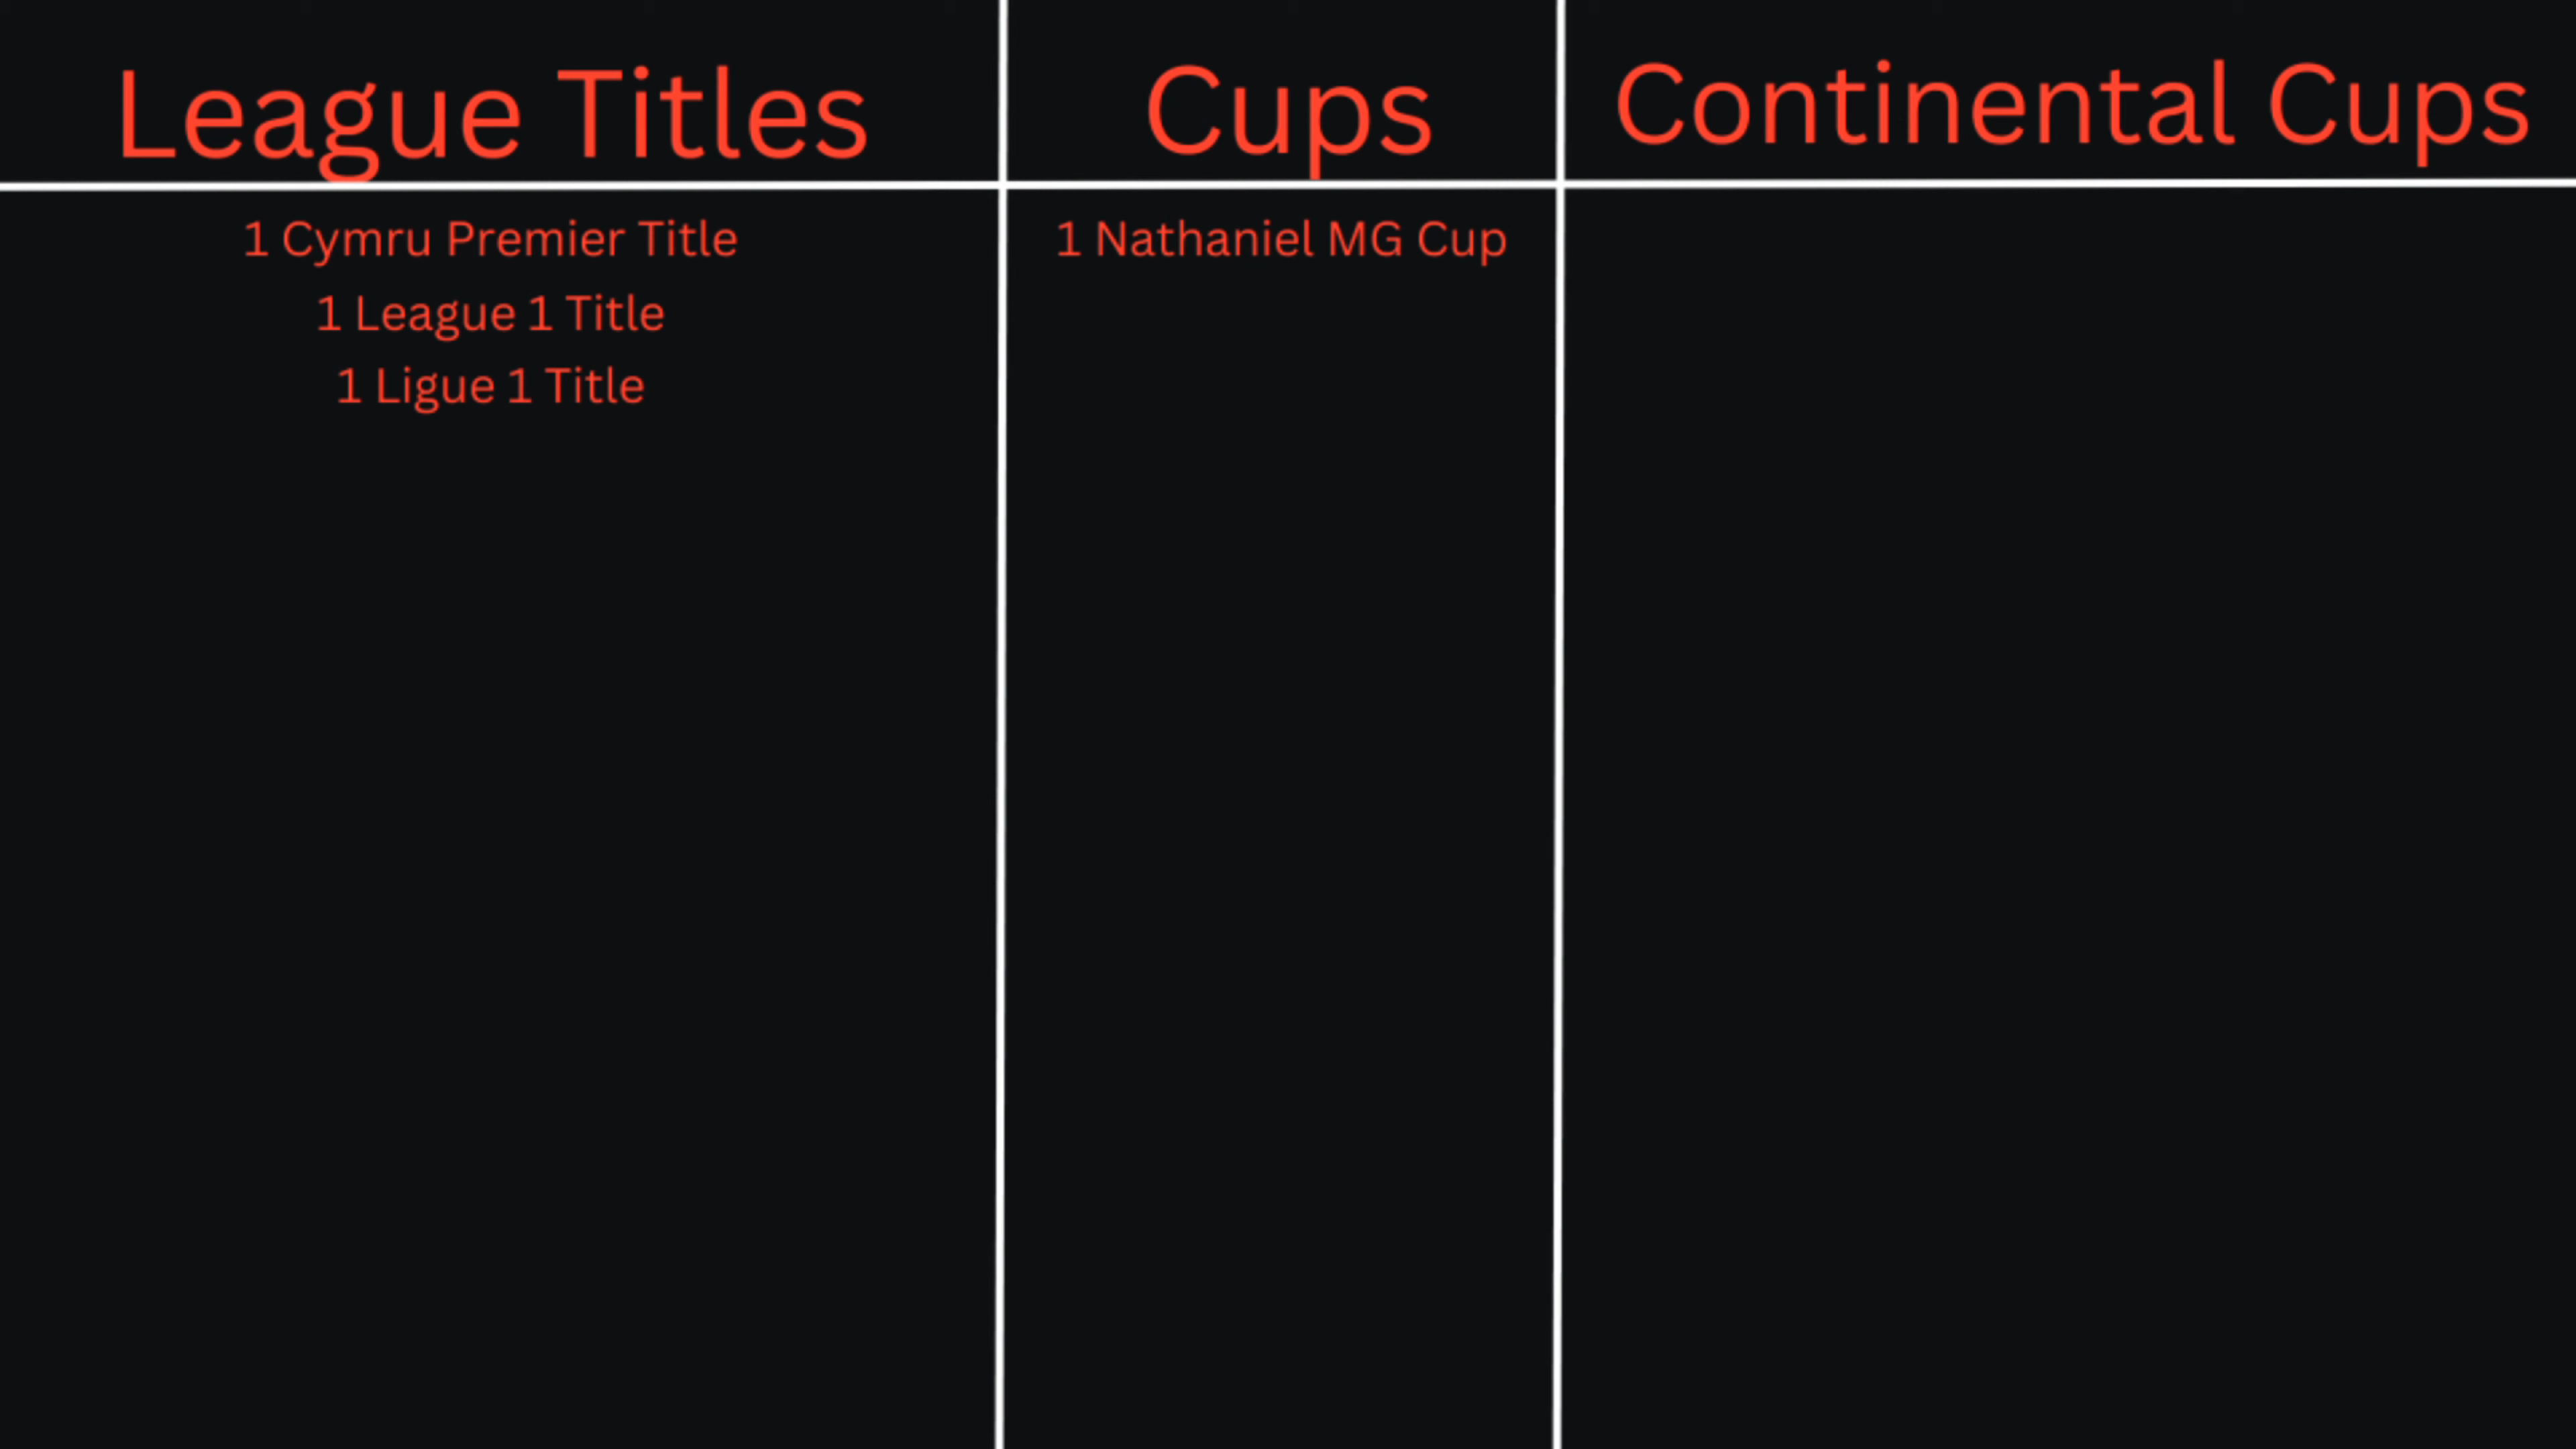 League Titles
Cups
Continental Cups
1 Cymru Premier Title
1 League 1 Title
1 Ligue 1 Title
1 Nathaniel MG Cup